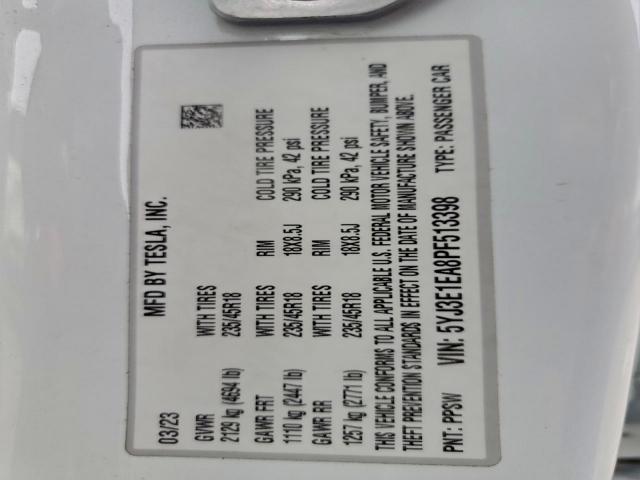 MFD BY TESLA, INC.
03/23
GVWR WITH TIRES RIM COLD TIRE PRESSURE
2129 kg (4694 lb) 235/45R18 18X8.5J 290 kPa, 42 psi
GAWR FRT WITH TIRES RIM COLD TIRE PRESSURE
1110 kg (2447 lb) 235/45R18 18X8.5J 290 kPa, 42 psi
GAWR RR
1257 kg (2771 lb) 235/45R18
THIS VEHICLE CONFORMS TO ALL APPLICABLE U.S. FEDERAL MOTOR VEHICLE SAFETY, BUMPER, AND
THEFT PREVENTION STANDARDS IN EFFECT ON THE DATE OF MANUFACTURE SHOWN ABOVE.
PNT: PPSW VIN: 5YJ3E1EA8PF513398 TYPE: PASSENGER CAR